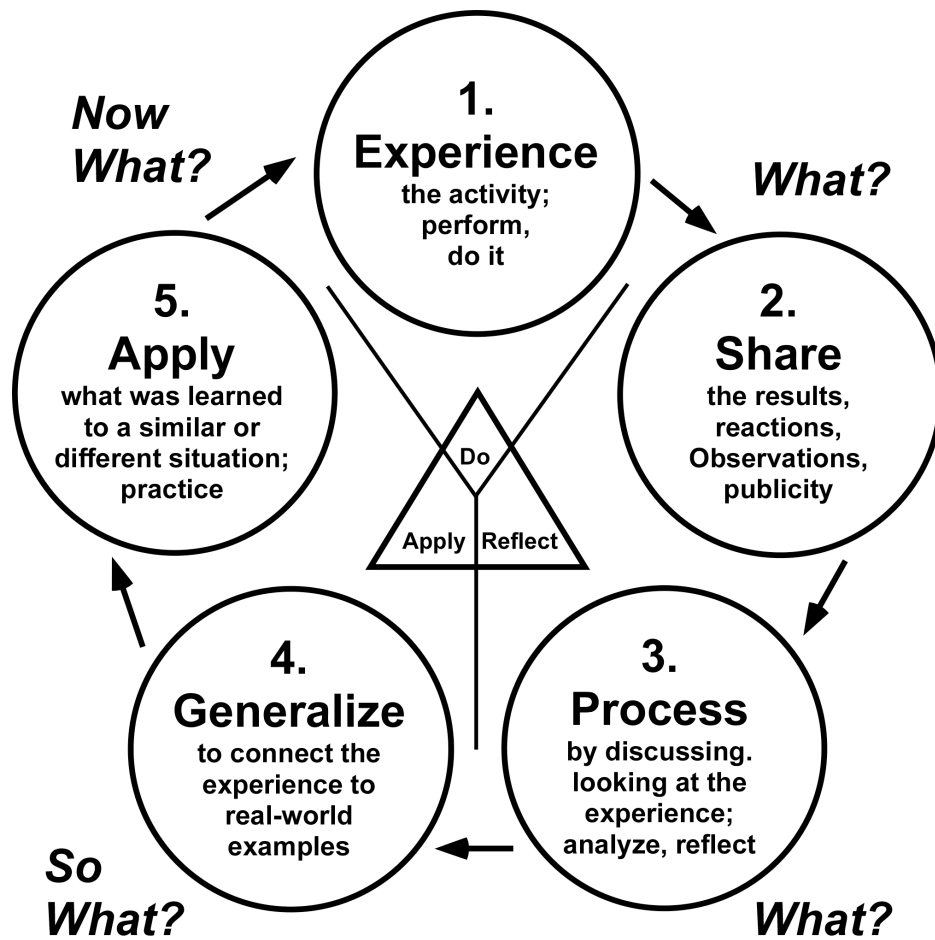 Now
What?
1.
Experience
the activity;
perform,
do it
What?
5.
Apply
what was learned
to a similar or
different situation;
practice
2.
Share
the results,
reactions,
Observations,
publicity
Do
Apply
Reflect
4.
Generalize
to connect the
experience to
real-world
examples
3.
Process
by discussing.
looking at the
experience;
analyze, reflect
So
What?
What?